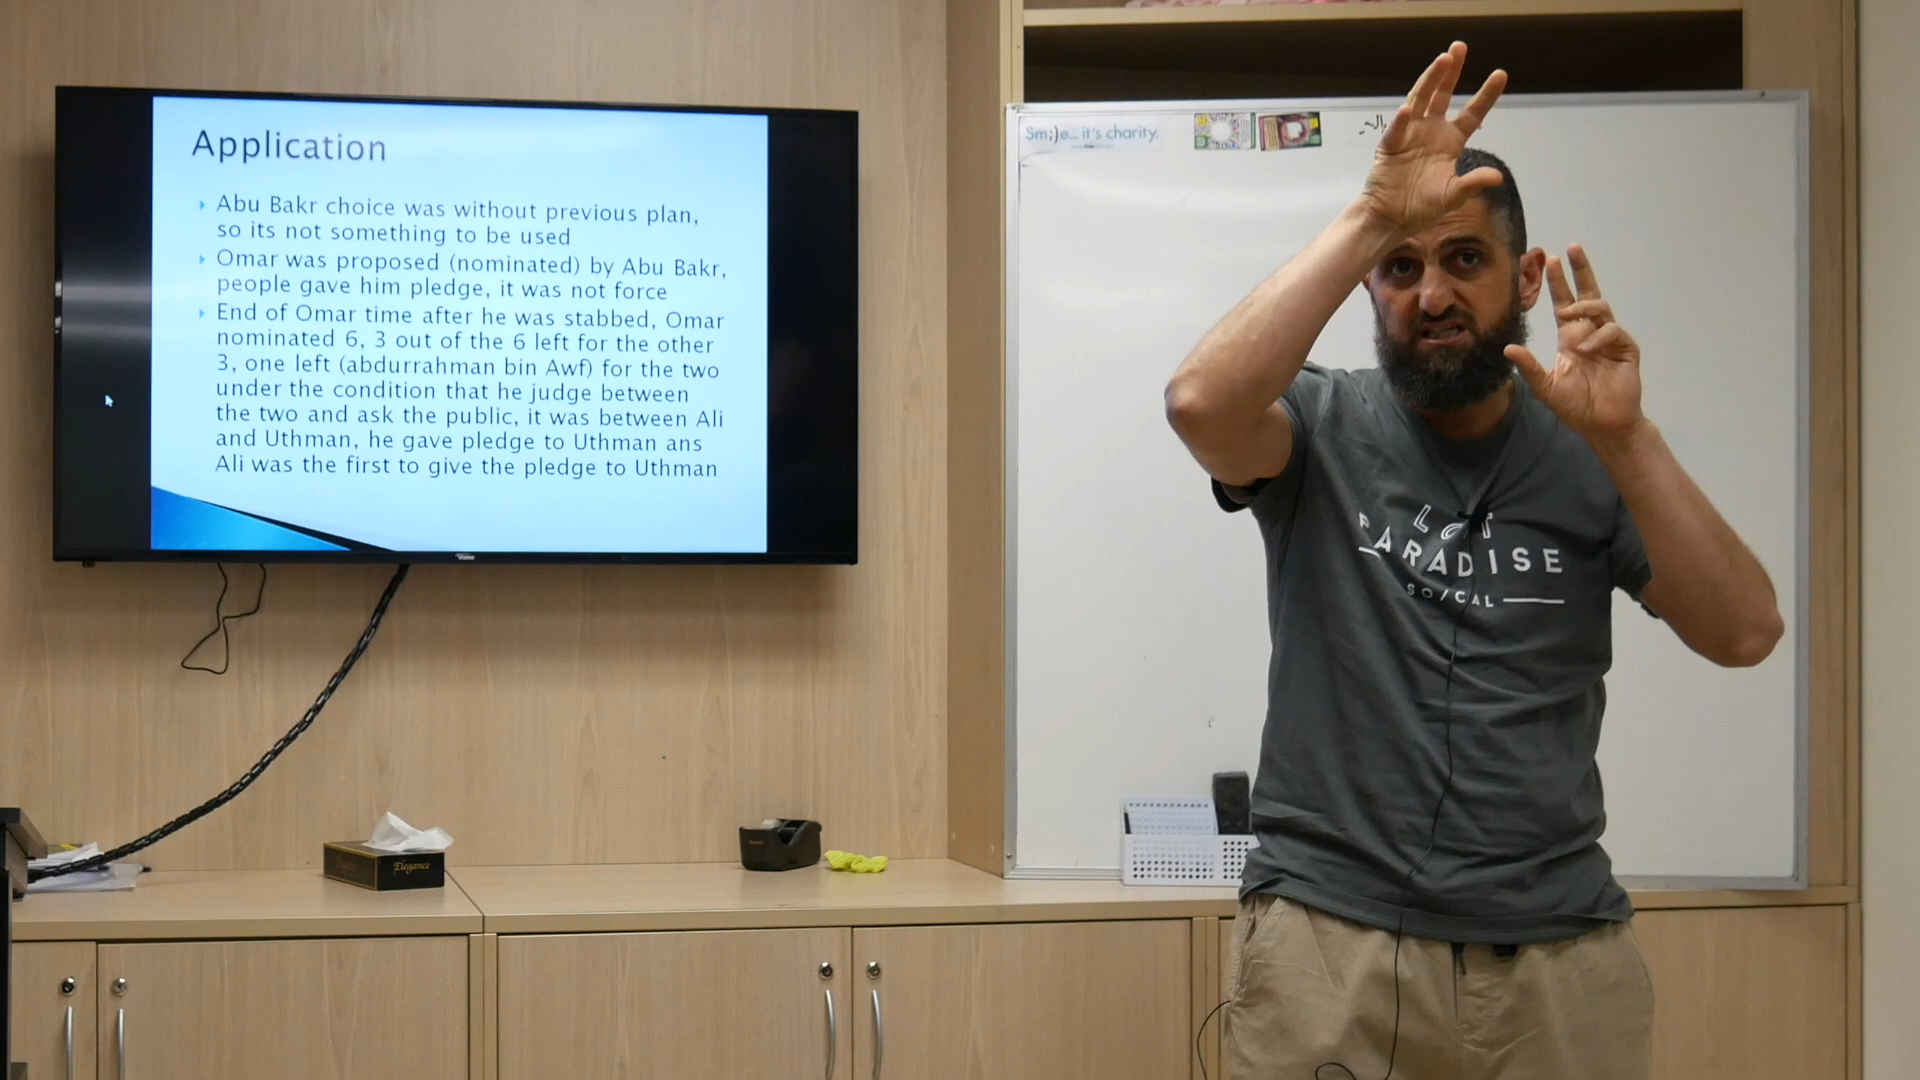 Application
Abu Bakr choice was without previous plan,
so its not something to be used
Omar was proposed (nominated) by Abu Bakr,
people gave him pledge, it was not force
End of Omar time after he was stabbed, Omar
nominated 6, 3 out of the 6 left for the other
3, one left (abdurrahman bin Awf) for the two
under the condition that he judge between
the two and ask the public, it was between Ali
and Uthman, he gave pledge to Uthman ans
Ali was the first to give the pledge to Uthman
Sm;)e... it's charity.
PARADISE
SO/CAL
Elegance